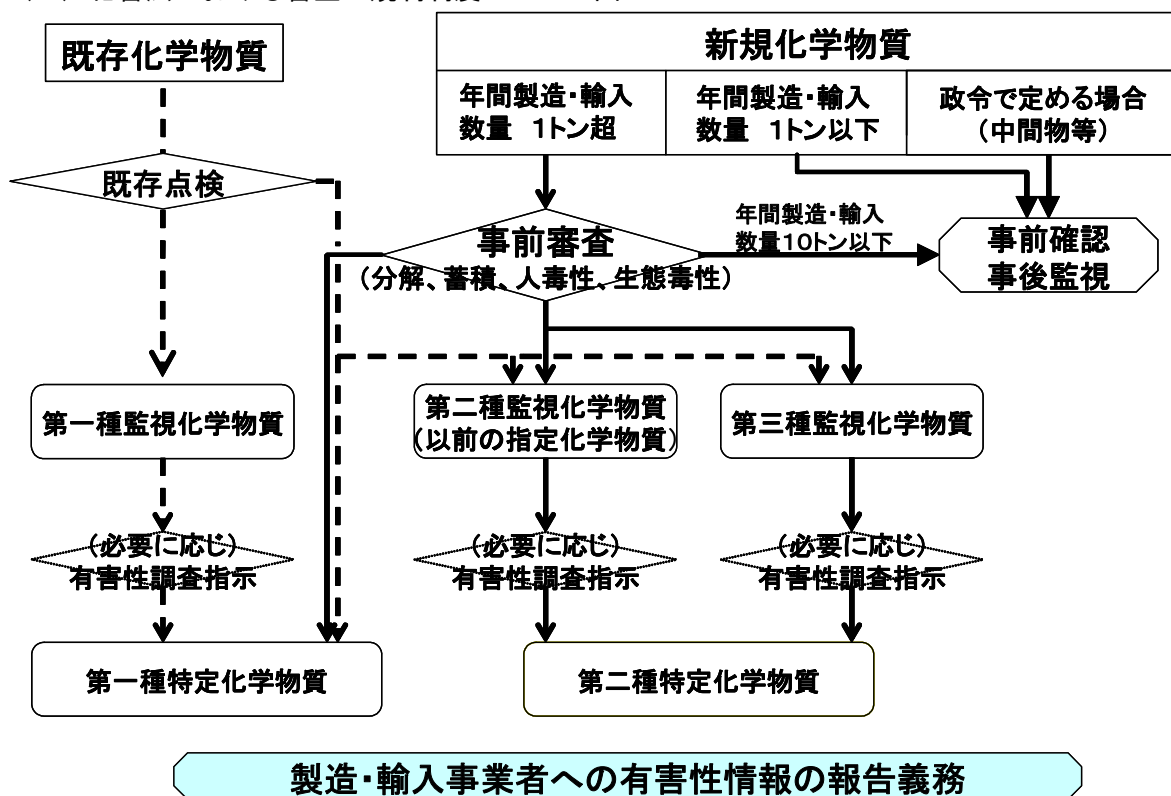 既存化学物質
新規化学物質
年間製造・輸入
数量 1トン超
年間製造・輸入
数量 1トン以下
政令で定める場合
(中間物等)
既存点検
事前審査
(分解、蓄積、人毒性、生態毒性)
年間製造・輸入
数量10トン以下
事前確認
事後監視
第一種監視化学物質
第二種監視化学物質
(以前の指定化学物質)
第三種監視化学物質
(必要に応じ)
有害性調査指示
(必要に応じ)
有害性調査指示
(必要に応じ)
有害性調査指示
第一種特定化学物質
第二種特定化学物質
製造・輸入事業者への有害性情報の報告義務